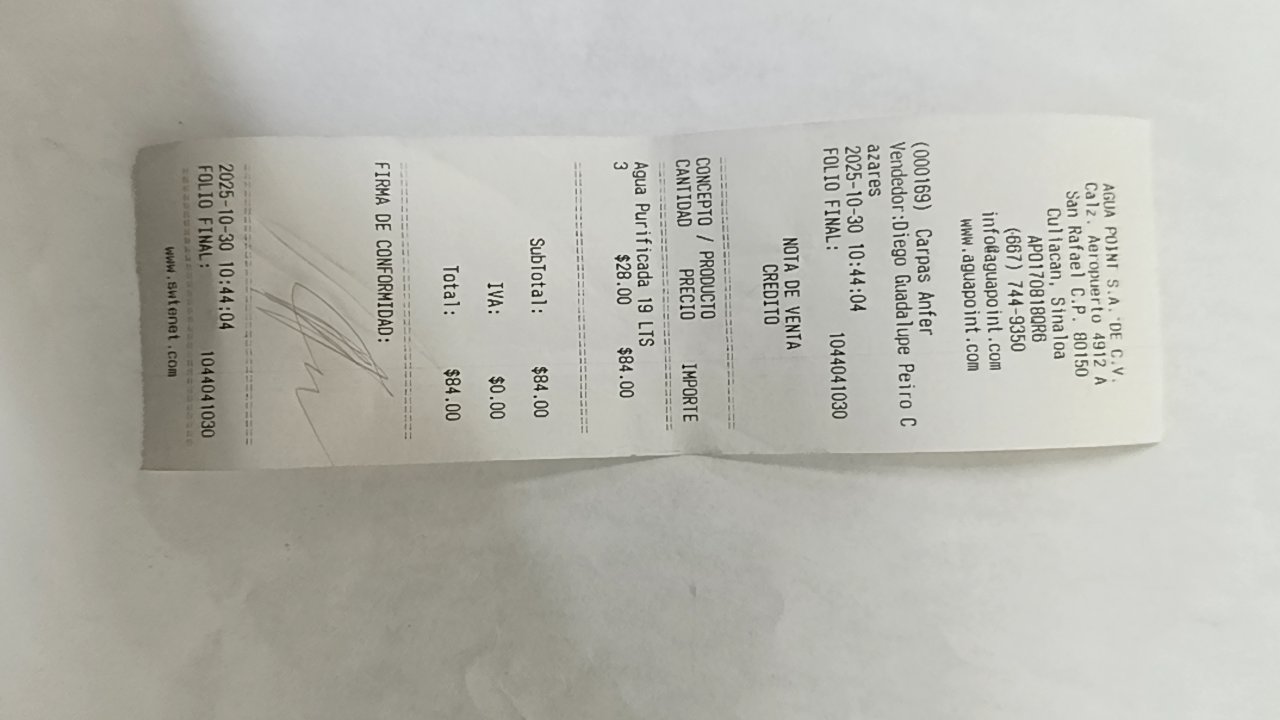 AGUA POINT S.A. DE C.V.
Calz. Aeropuerto 4912 A
San Rafael C.P. 80150
Culiacan, Sinaloa
APO170818QR6
(667) 744-9350
info@aguapoint.com
www.aguapoint.com
(000169) Carpas Anfer
Vendedor:Diego Guadalupe Peiro C
azares
2025-10-30 10:44:04
FOLIO FINAL: 1044041030
NOTA DE VENTA
CREDITO
CONCEPTO / PRODUCTO
CANTIDAD PRECIO IMPORTE
Agua Purificada 19 LTS
3 $28.00 $84.00
SubTotal: $84.00
IVA: $0.00
Total: $84.00
FIRMA DE CONFORMIDAD:
2025-10-30 10:44:04
FOLIO FINAL: 1044041030
www.swtenet.com